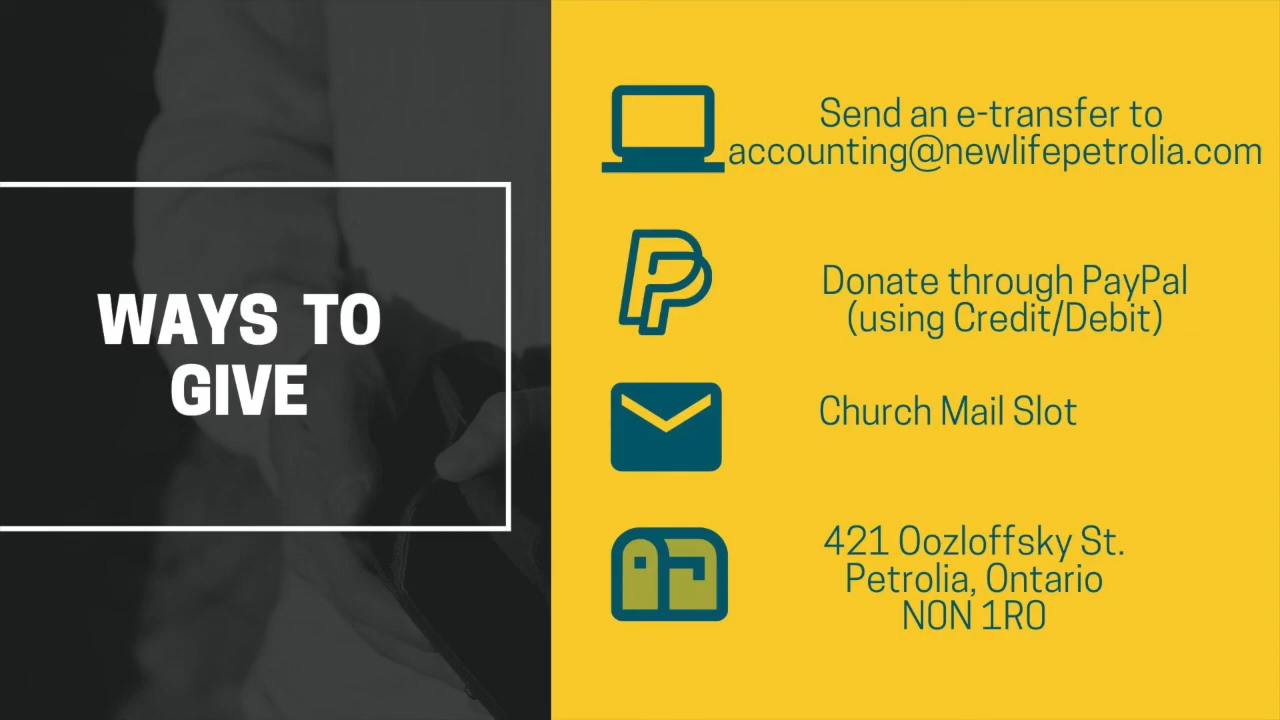 WAYS TO
GIVE
Send an e-transfer to
accounting@newlifepetrolia.com
Donate through PayPal
(using Credit/Debit)
Church Mail Slot
421 Oozloffsky St.
Petrolia, Ontario
N0N 1R0